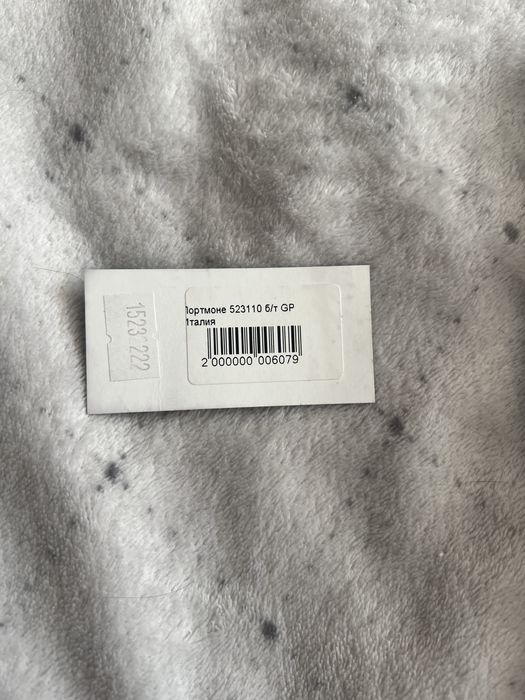 Портмоне 523110 б/т GP
Италия
2 000000 006079
1523 222